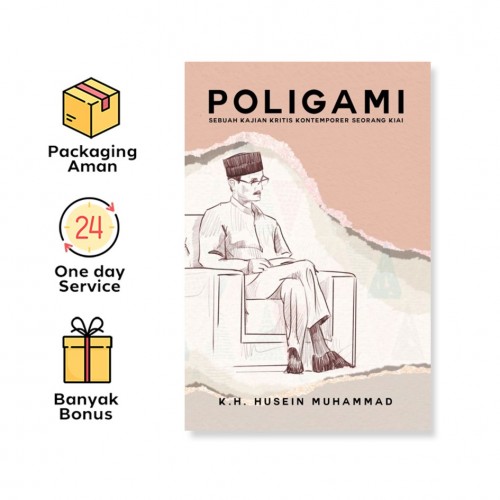 Packaging
Aman
24
One day
Service
Banyak
Bonus
POLIGAMI
SEBUAH KAJIAN KRITIS KONTEMPORER SEORANG KIAI
K.H. HUSEIN MUHAMMAD